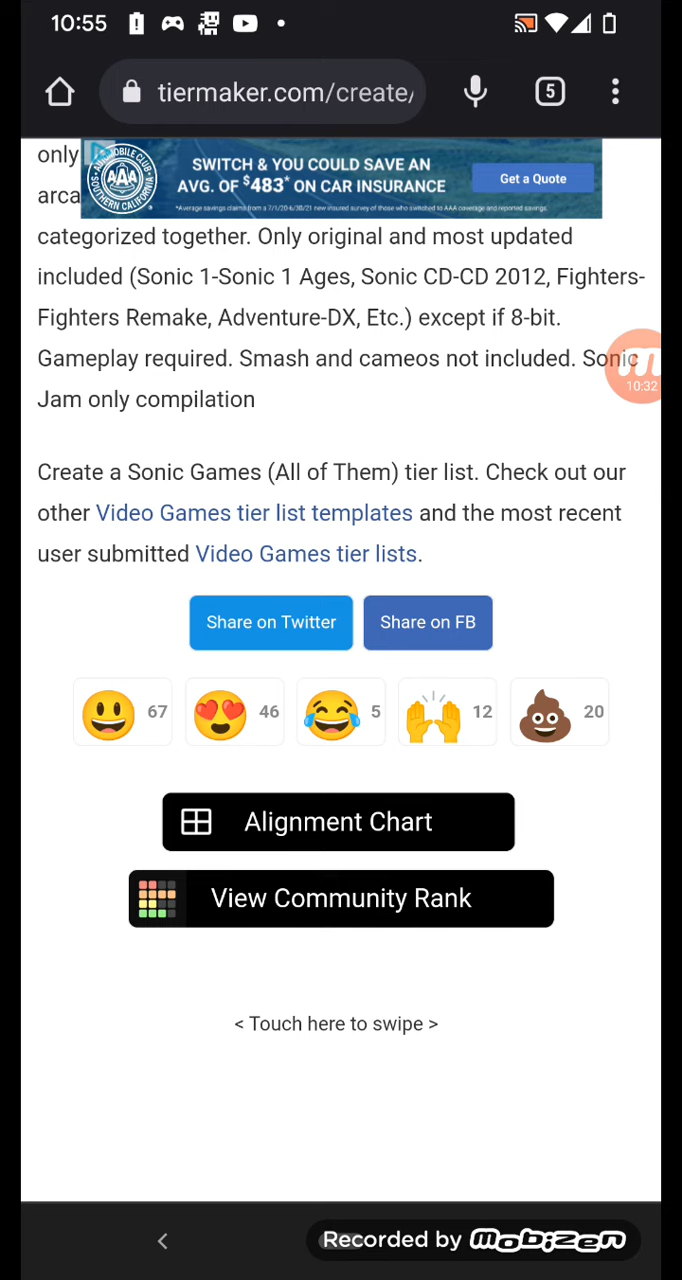 10:55
5
tiermaker.com/create/
only
AAA
SWITCH & YOU COULD SAVE AN
AVG. OF $483* ON CAR INSURANCE
Get a Quote
arca
categorized together. Only original and most updated
included (Sonic 1-Sonic 1 Ages, Sonic CD-CD 2012, Fighters-
Fighters Remake, Adventure-DX, Etc.) except if 8-bit.
Gameplay required. Smash and cameos not included. Sonic
10:32
Jam only compilation
Create a Sonic Games (All of Them) tier list. Check out our
other Video Games tier list templates and the most recent
user submitted Video Games tier lists.
Share on Twitter
Share on FB
67
46
5
12
20
Alignment Chart
View Community Rank
< Touch here to swipe >
Recorded by mobizen